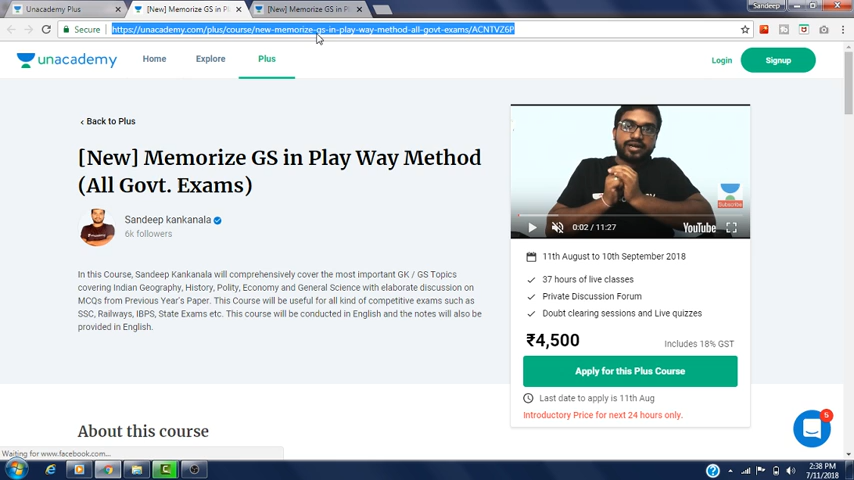 Unacademy Plus
[New] Memorize GS in Pl
[New] Memorize GS in Pl
Sandeep
Secure
https://unacademy.com/plus/course/new-memorize-gs-in-play-way-method-all-govt-exams/ACNTVZ6P
unacademy
Home
Explore
Plus
Login
Signup
Back to Plus
[New] Memorize GS in Play Way Method
(All Govt. Exams)
Sandeep kankanala
6k followers
In this Course, Sandeep Kankanala will comprehensively cover the most important GK / GS Topics
covering Indian Geography, History, Polity, Economy and General Science with elaborate discussion on
MCQs from Previous Year's Paper. This Course will be useful for all kind of competitive exams such as
SSC, Railways, IBPS, State Exams etc. This course will be conducted in English and the notes will also be
provided in English.
About this course
Subscribe
0:02 / 11:27
YouTube
11th August to 10th September 2018
37 hours of live classes
Private Discussion Forum
Doubt clearing sessions and Live quizzes
₹4,500
Includes 18% GST
Apply for this Plus Course
Last date to apply is 11th Aug
Introductory Price for next 24 hours only.
5
Waiting for www.facebook.com...
2:38 PM
7/11/2018